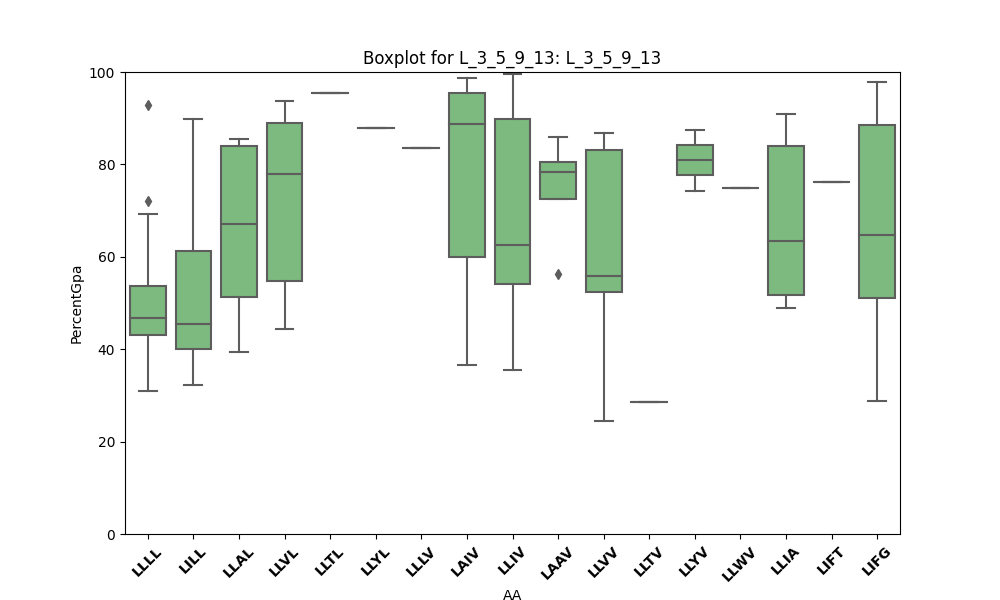 Boxplot for L_3_5_9_13: L_3_5_9_13
100
80
60
40
20
0
PercentGpa
LLLL LILL LLAL LLVL LLTL LLYL LLLV LAIV LLIV LAAV LLVV LLTV LLYV LLWV LLIA LIFT LIFG
AA